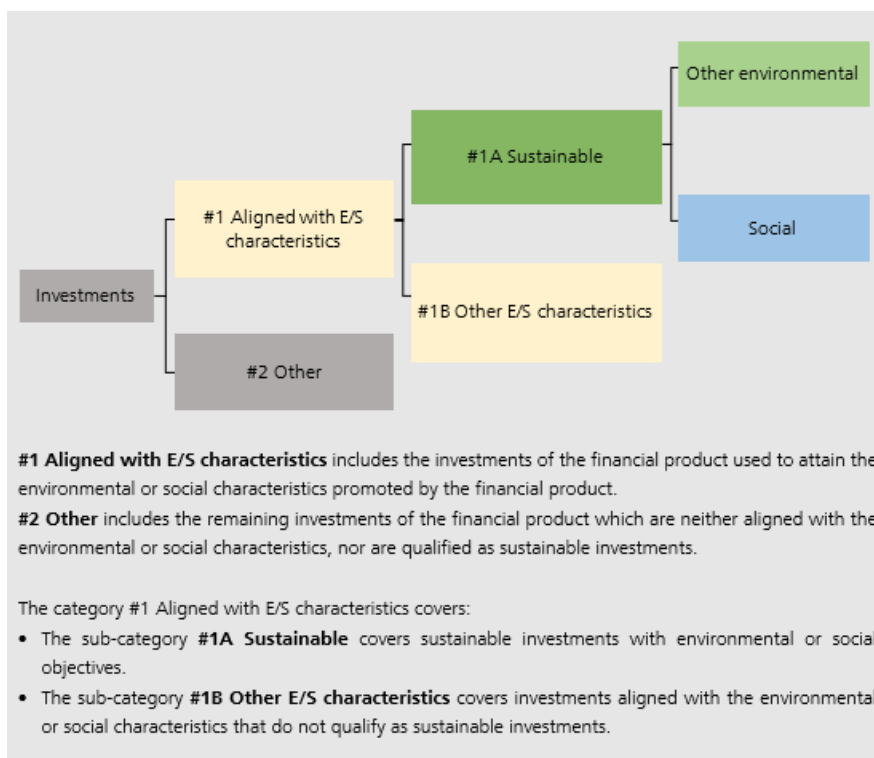 Other environmental
#1A Sustainable
#1 Aligned with E/S
characteristics
Social
Investments
#1B Other E/S characteristics
#2 Other
#1 Aligned with E/S characteristics includes the investments of the financial product used to attain the
environmental or social characteristics promoted by the financial product.
#2 Other includes the remaining investments of the financial product which are neither aligned with the
environmental or social characteristics, nor are qualified as sustainable investments.
The category #1 Aligned with E/S characteristics covers:
• The sub-category #1A Sustainable covers sustainable investments with environmental or social
objectives.
• The sub-category #1B Other E/S characteristics covers investments aligned with the environmental
or social characteristics that do not qualify as sustainable investments.